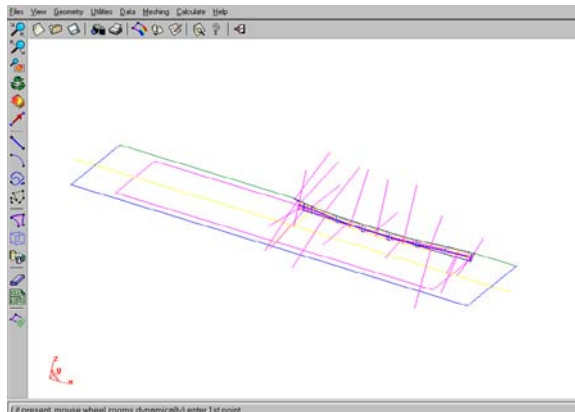 Files View Geometry Utilities Data Meshing Calculate Help
z
y
x
( if present, mouse wheel zooms dynamically) enter 1st point